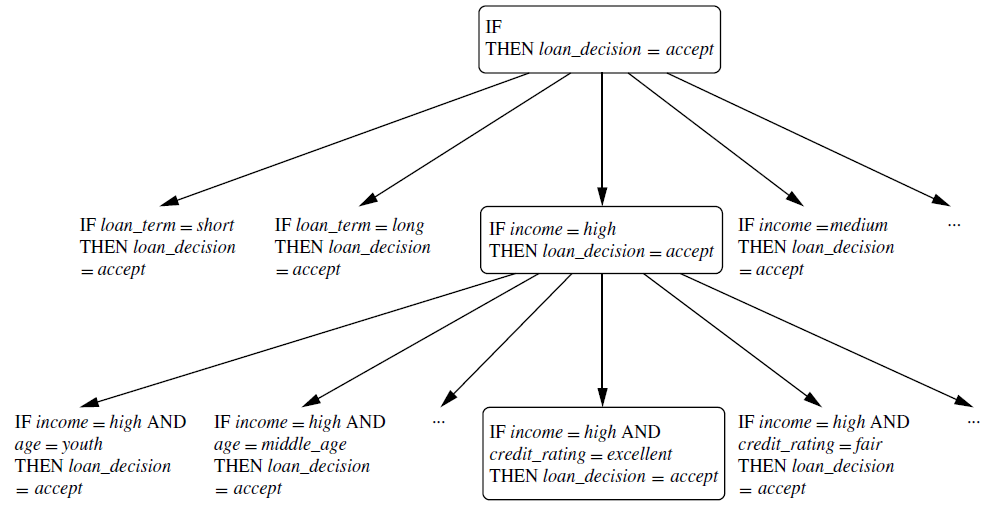 IF
THEN loan_decision = accept
IF loan_term = short
THEN loan_decision
= accept
IF loan_term = long
THEN loan_decision
= accept
IF income = high
THEN loan_decision = accept
IF income =medium
THEN loan_decision
= accept
...
IF income = high AND
age = youth
THEN loan_decision
= accept
IF income = high AND
age = middle_age
THEN loan_decision
= accept
...
IF income = high AND
credit_rating = excellent
THEN loan_decision = accept
IF income = high AND
credit_rating = fair
THEN loan_decision
= accept
...